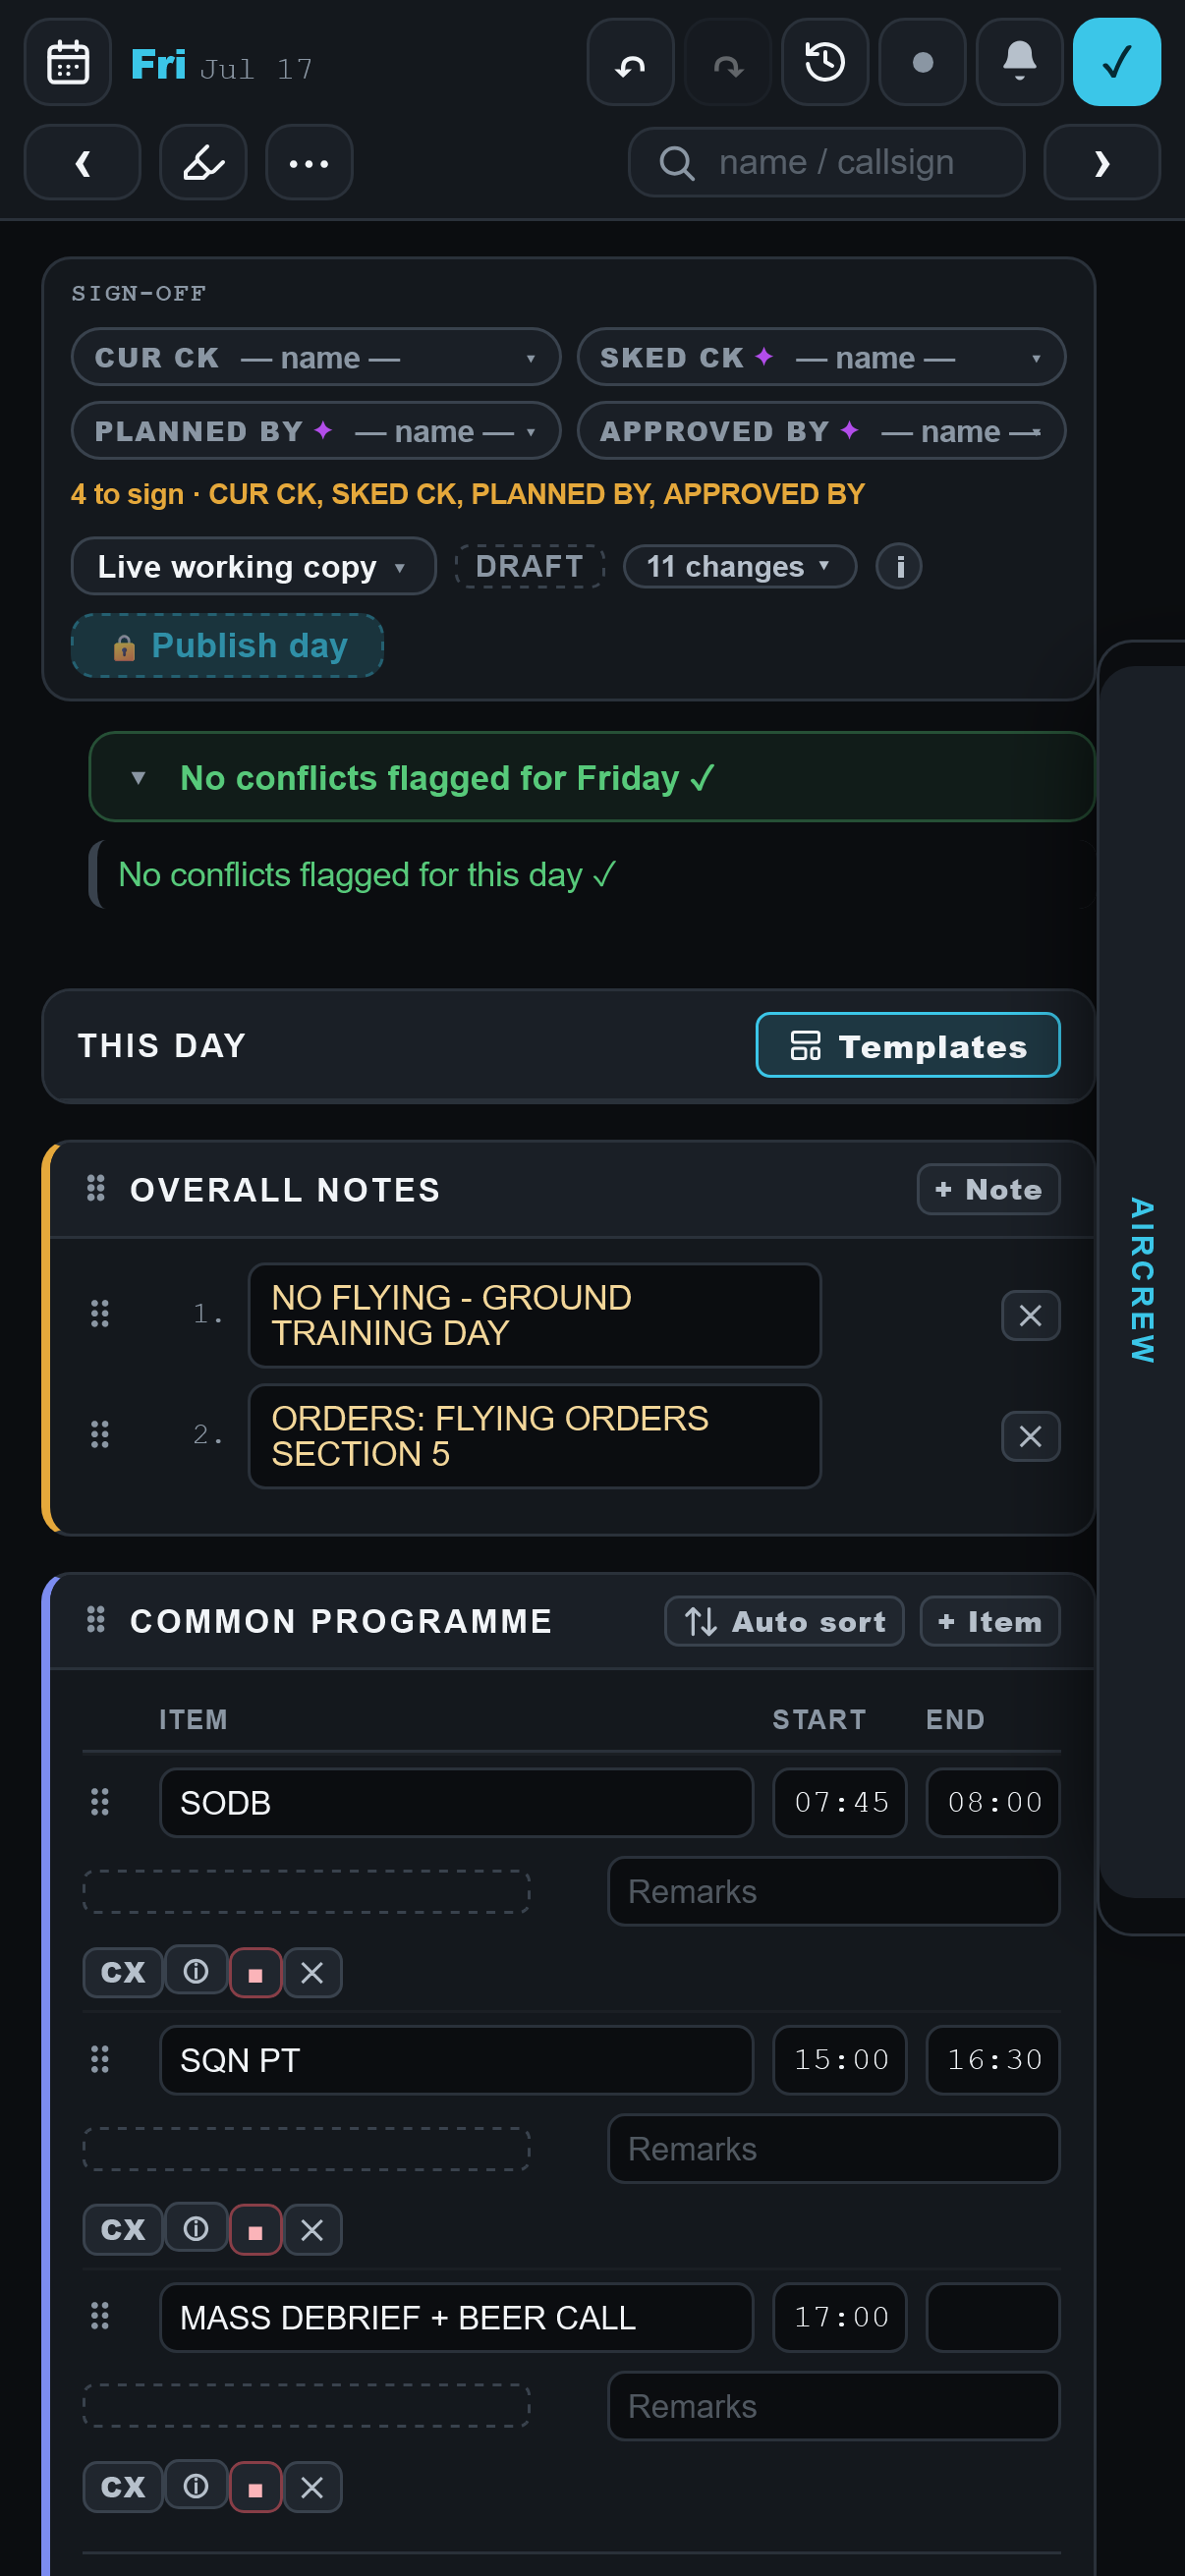 Fri Jul 17
name / callsign
SIGN-OFF
CUR CK — name —
SKED CK ✦ — name —
PLANNED BY ✦ — name —
APPROVED BY ✦ — name —
4 to sign · CUR CK, SKED CK, PLANNED BY, APPROVED BY
Live working copy
DRAFT
11 changes
i
Publish day
No conflicts flagged for Friday ✓
No conflicts flagged for this day ✓
THIS DAY
Templates
OVERALL NOTES
+ Note
1.
NO FLYING - GROUND
TRAINING DAY
2.
ORDERS: FLYING ORDERS
SECTION 5
AIRCREW
COMMON PROGRAMME
Auto sort
+ Item
ITEM START END
SODB 07:45 08:00
Remarks
CX
SQN PT 15:00 16:30
Remarks
CX
MASS DEBRIEF + BEER CALL 17:00
Remarks
CX